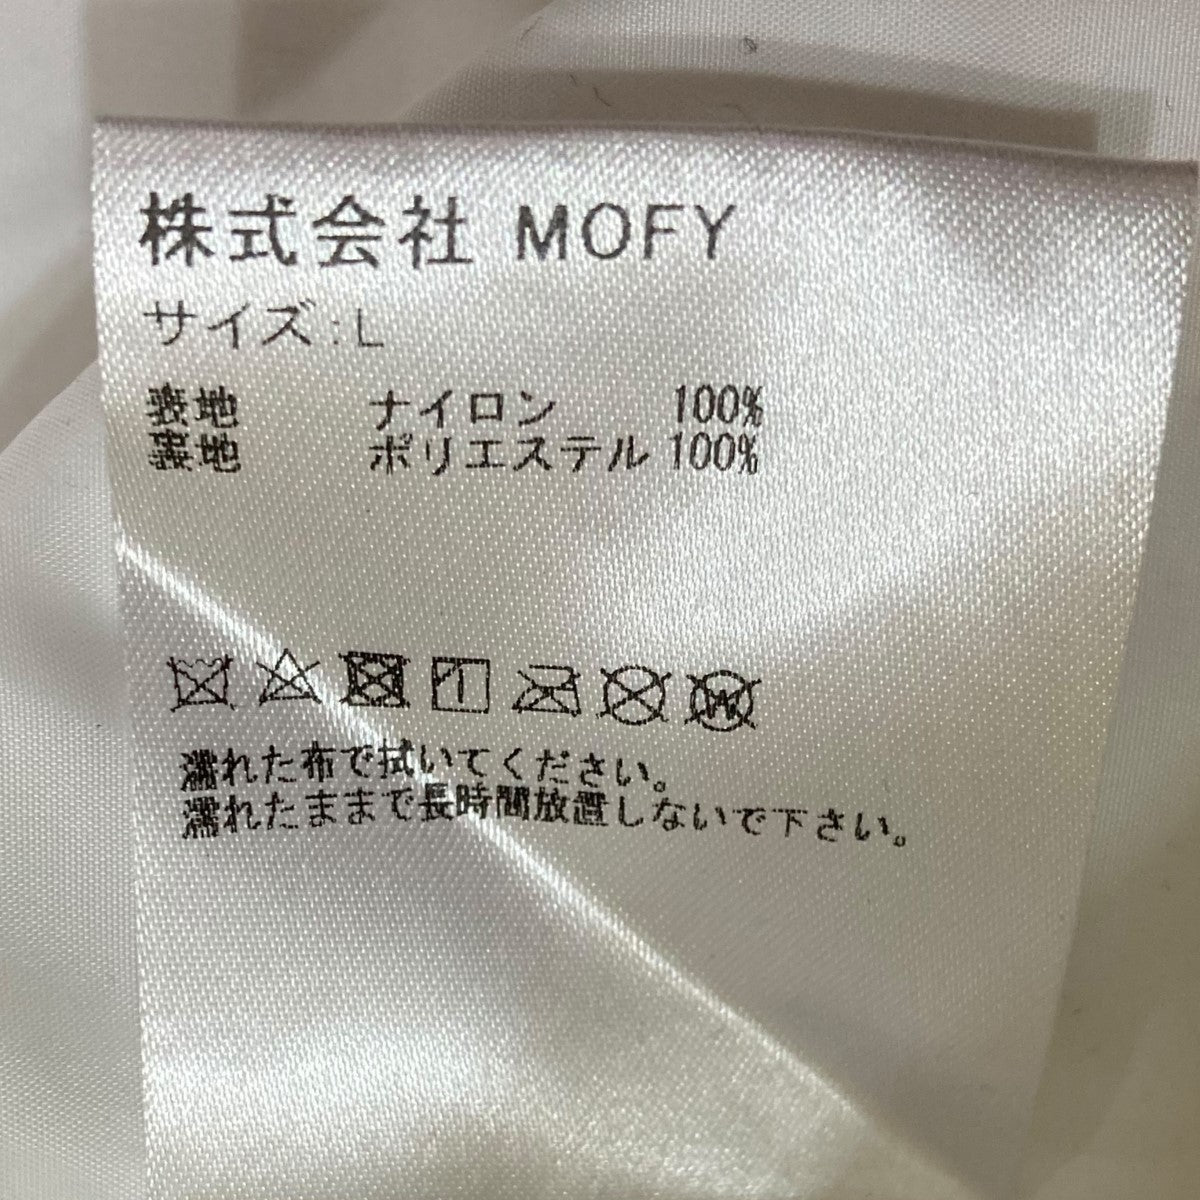 株式会社 MOFY
サイズ:L
表地 ナイロン 100%
裏地 ポリエステル 100%
濡れた布で拭いてください。
濡れたままで長時間放置しないで下さい。